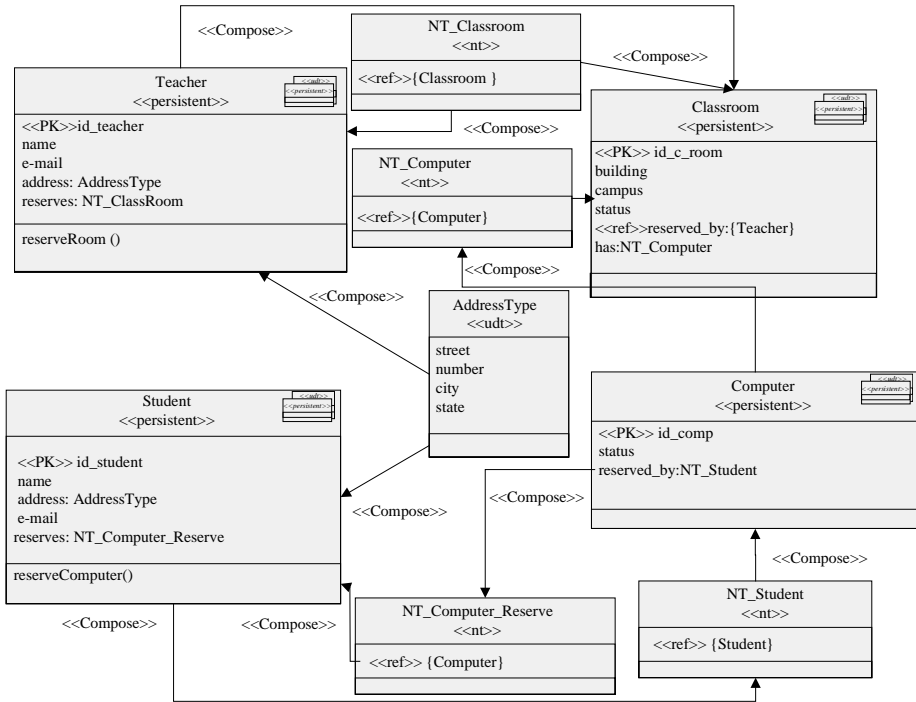 <<Compose>>
NT_Classroom
<<nt>>
<<ref>>{Classroom }
<<Compose>>
Teacher
<<persistent>>
<<udt>>
<<persistent>>
<<PK>>id_teacher
name
e-mail
address: AddressType
reserves: NT_ClassRoom
reserveRoom ()
<<Compose>>
Classroom
<<persistent>>
<<udt>>
<<persistent>>
<<PK>> id_c_room
building
campus
status
<<ref>>reserved_by:{Teacher}
has:NT_Computer
NT_Computer
<<nt>>
<<ref>>{Computer}
<<Compose>>
<<Compose>>
AddressType
<<udt>>
street
number
city
state
Student
<<persistent>>
<<udt>>
<<persistent>>
<<PK>> id_student
name
address: AddressType
e-mail
reserves: NT_Computer_Reserve
reserveComputer()
Computer
<<persistent>>
<<udt>>
<<persistent>>
<<PK>> id_comp
status
reserved_by:NT_Student
<<Compose>>
<<Compose>>
<<Compose>>
NT_Computer_Reserve
<<nt>>
<<ref>> {Computer}
NT_Student
<<nt>>
<<ref>> {Student}
<<Compose>>
<<Compose>>